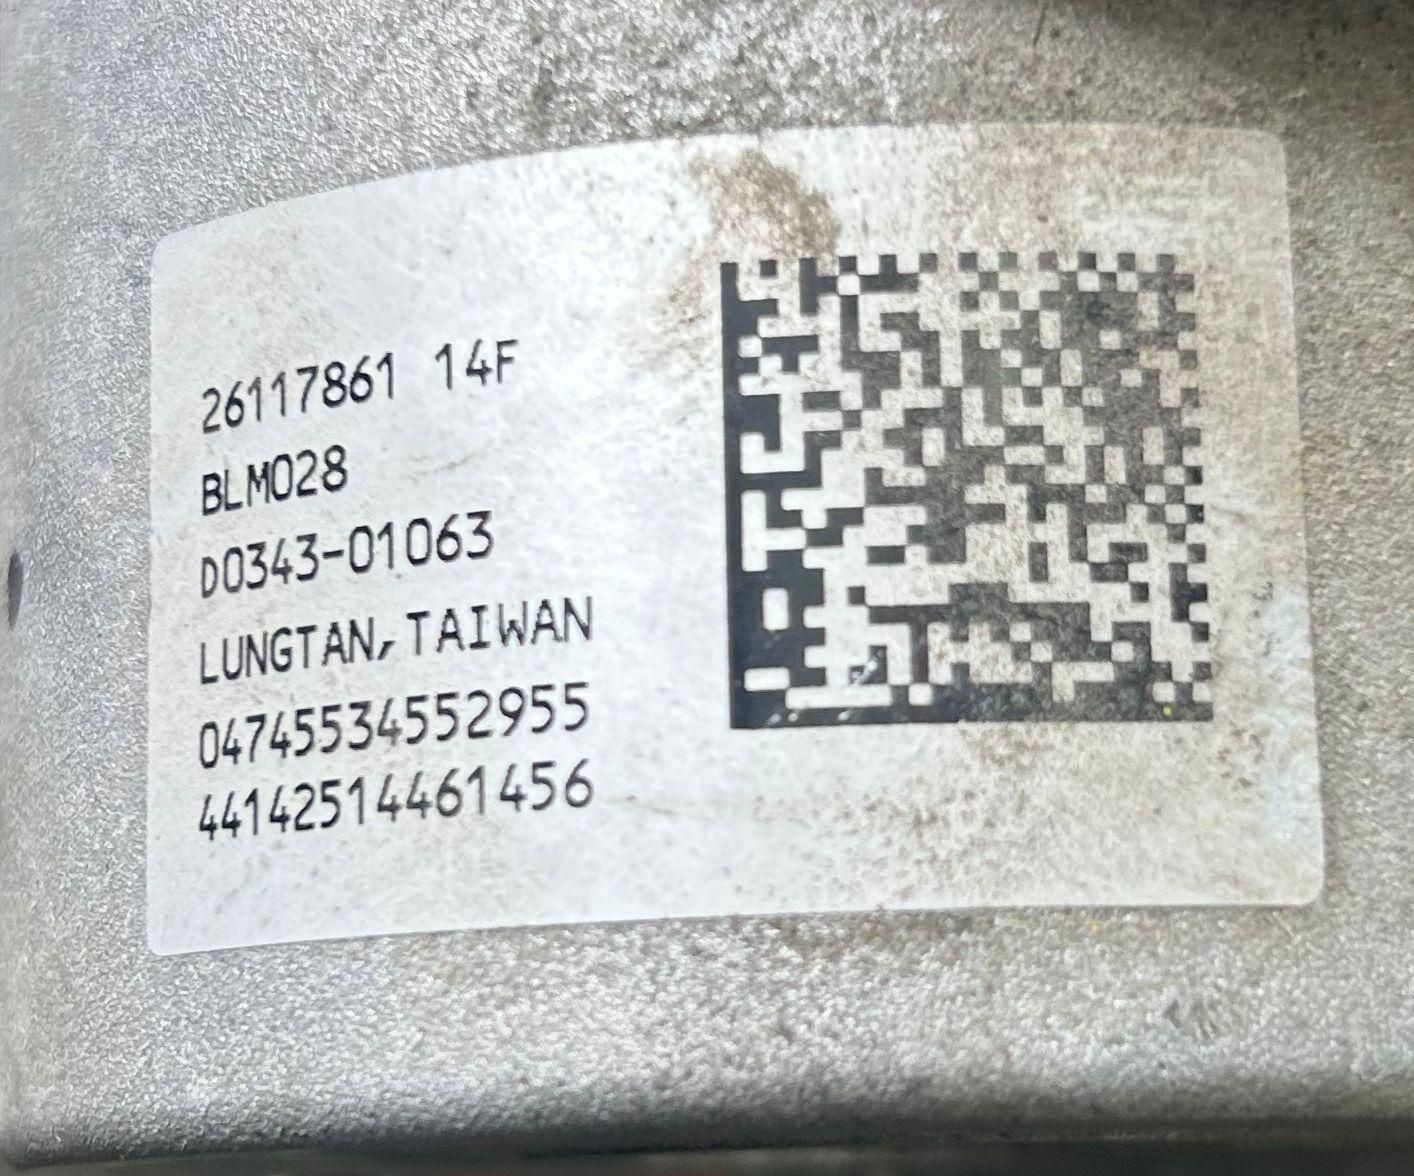 26117861 14F
BLM028
D0343-01063
LUNGTAN, TAIWAN
04745534552955
44142514461456